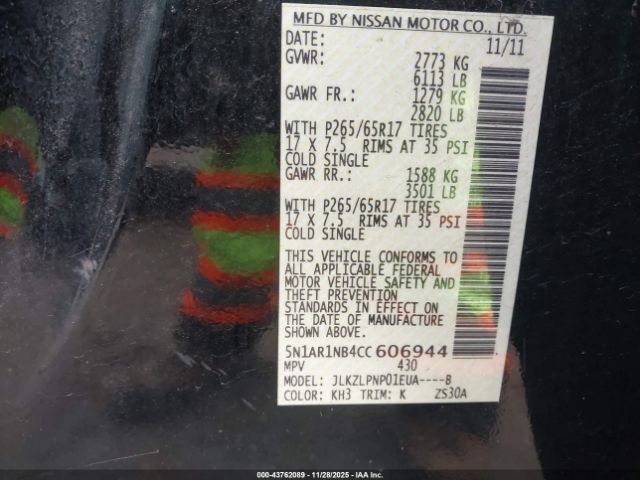 MFD BY NISSAN MOTOR CO., LTD.
DATE: 11/11
GVWR: 2773 KG
6113 LB
GAWR FR.: 1279 KG
2820 LB
WITH P265/65R17 TIRES
17 X 7.5 RIMS AT 35 PSI
COLD SINGLE
GAWR RR.: 1588 KG
3501 LB
WITH P265/65R17 TIRES
17 X 7.5 RIMS AT 35 PSI
COLD SINGLE
THIS VEHICLE CONFORMS TO
ALL APPLICABLE FEDERAL
MOTOR VEHICLE SAFETY AND
THEFT PREVENTION
STANDARDS IN EFFECT ON
THE DATE OF MANUFACTURE
SHOWN ABOVE.
5N1AR1NB4CC 606944
MPV 430
MODEL: JLKZLPNP01EUA----B
COLOR: KH3 TRIM: K ZS30A
000-43762089 | 11/28/2025 - IAA Inc.